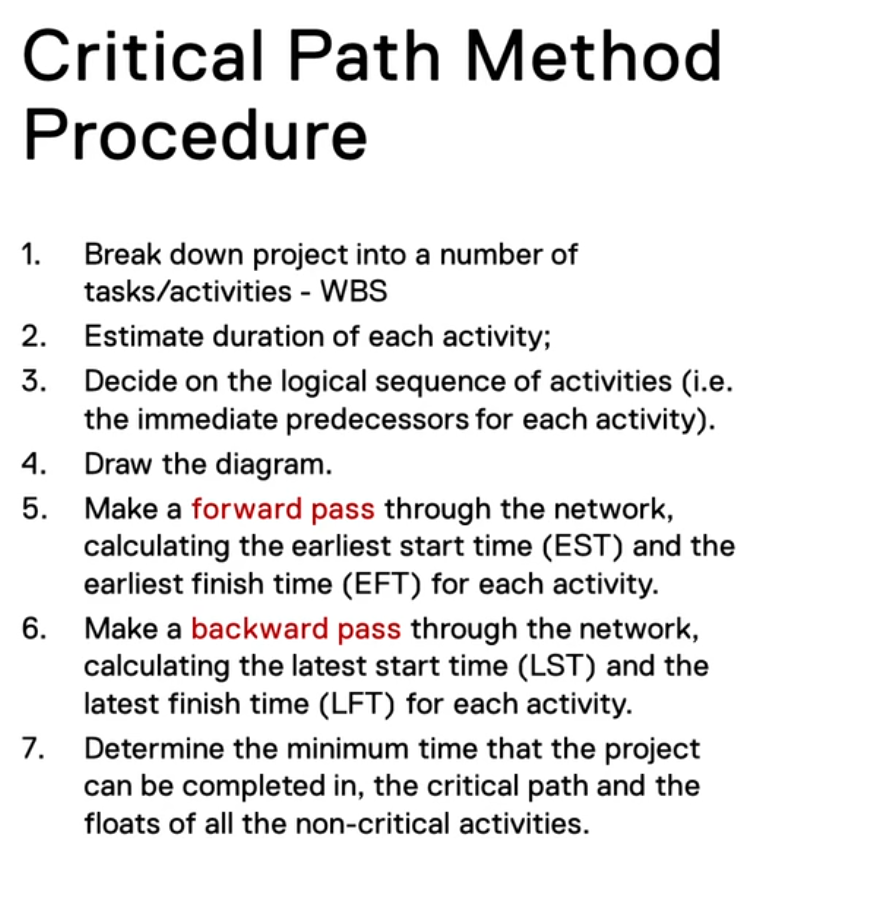 Critical Path Method
Procedure
1. Break down project into a number of
tasks/activities - WBS
2. Estimate duration of each activity;
3. Decide on the logical sequence of activities (i.e.
the immediate predecessors for each activity).
4. Draw the diagram.
5. Make a forward pass through the network,
calculating the earliest start time (EST) and the
earliest finish time (EFT) for each activity.
6. Make a backward pass through the network,
calculating the latest start time (LST) and the
latest finish time (LFT) for each activity.
7. Determine the minimum time that the project
can be completed in, the critical path and the
floats of all the non-critical activities.